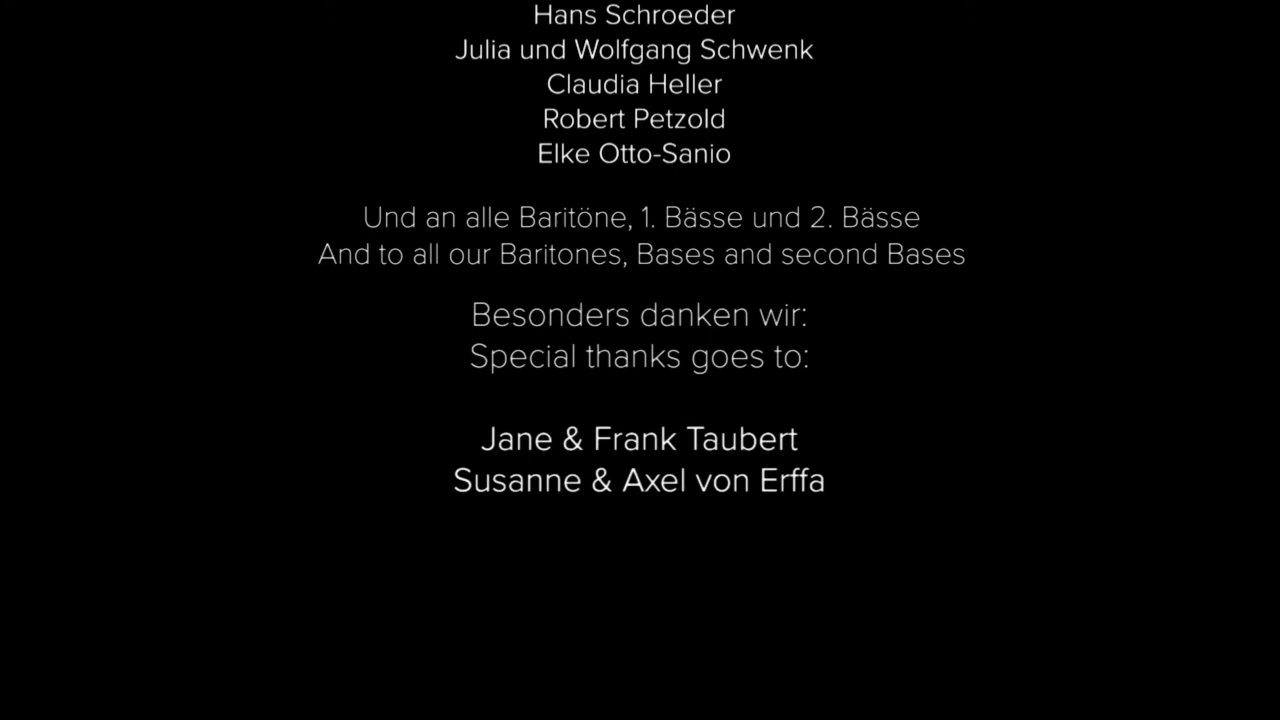 Hans Schroeder
Julia und Wolfgang Schwenk
Claudia Heller
Robert Petzold
Elke Otto-Sanio
Und an alle Baritöne, 1. Bässe und 2. Bässe
And to all our Baritones, Bases and second Bases
Besonders danken wir:
Special thanks goes to:
Jane & Frank Taubert
Susanne & Axel von Erffa